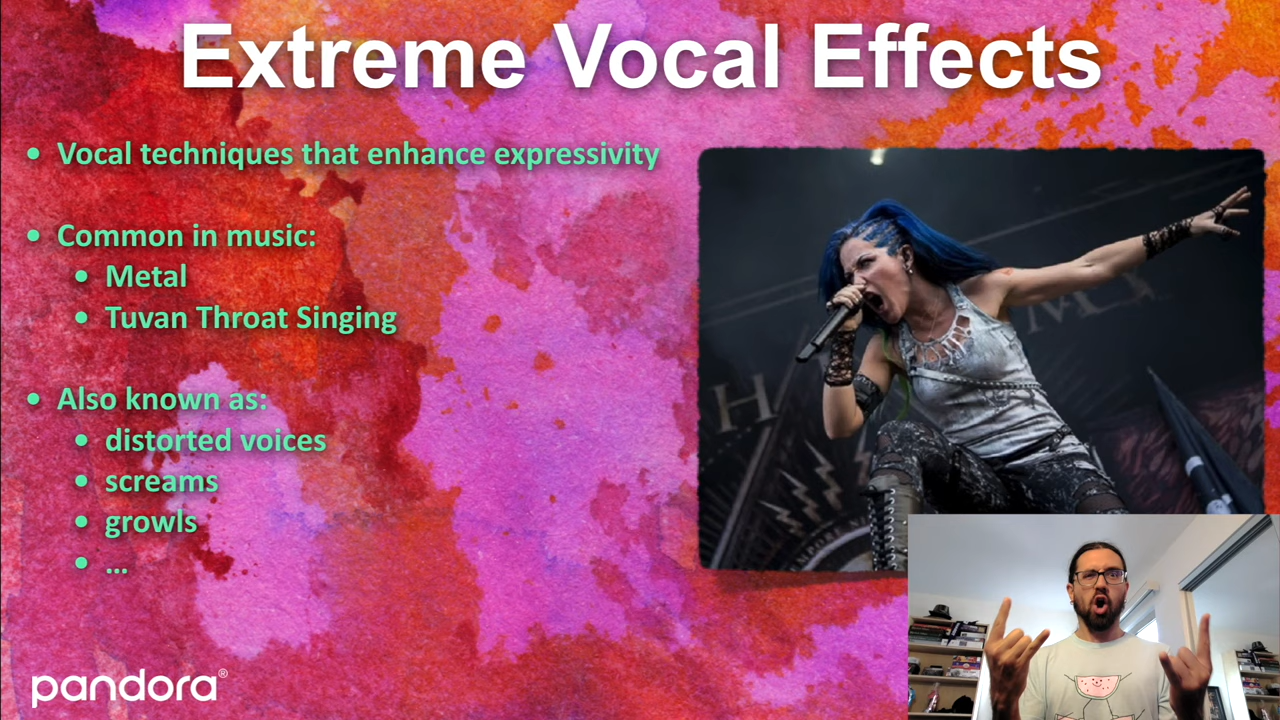 Extreme Vocal Effects
• Vocal techniques that enhance expressivity
• Common in music:
• Metal
• Tuvan Throat Singing
• Also known as:
• distorted voices
• screams
• growls
• …
pandora®